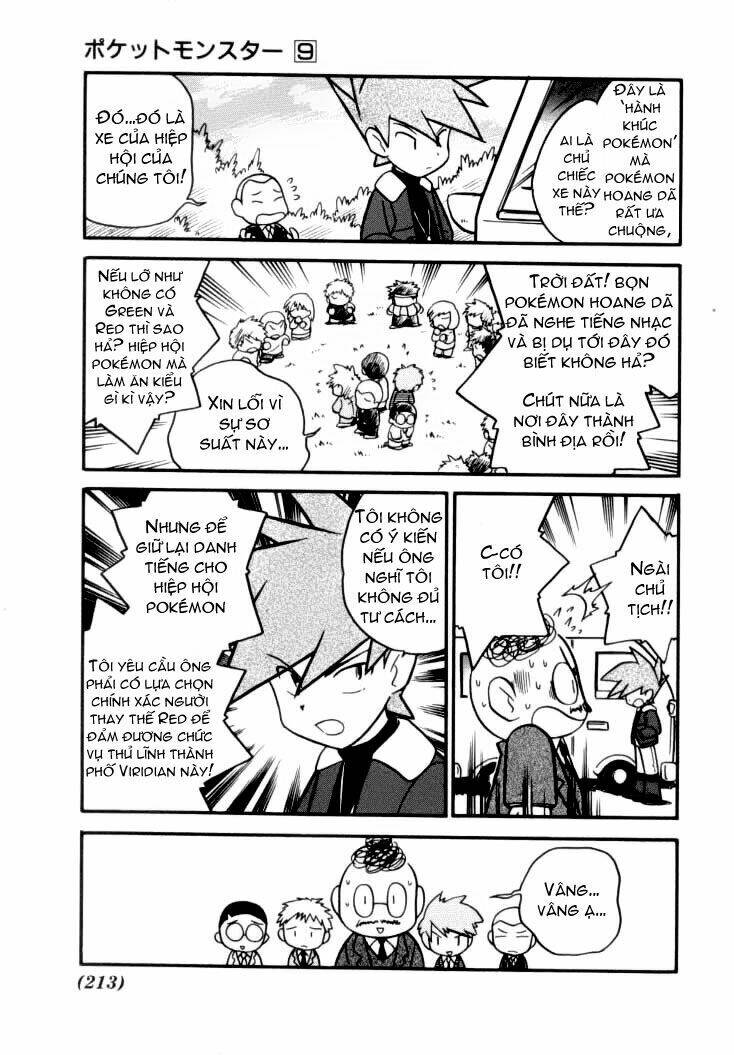 ポケットモンスター 9
ĐÂY LÀ
'HÀNH
KHÚC
POKÉMON'
MÀ
POKÉMON
HOANG DÃ
ĐÃ
RẤT ƯA
CHUỘNG,
AI LÀ
CHỦ
CHIẾC
XE NÀY
THẾ?
ĐÓ...ĐÓ LÀ
XE CỦA HIỆP
HỘI CỦA
CHÚNG TÔI!
TRỜI ĐẤT! BỌN
POKÉMON HOANG DÃ
ĐÃ NGHE TIẾNG NHẠC
VÀ BỊ DỤ TỚI ĐÂY ĐÓ
BIẾT KHÔNG HẢ?
CHÚT NỮA LÀ
NƠI ĐÂY THÀNH
BÌNH ĐỊA RỒI!
NẾU LỠ NHƯ
KHÔNG CÓ
GREEN VÀ
RED THÌ SAO
HẢ? HIỆP HỘI
POKÉMON MÀ
LÀM ĂN KIỂU
GÌ KÌ VẬY?
XIN LỖI VÌ
SỰ SƠ
SUẤT NÀY...
NGÀI
CHỦ
TỊCH!!
C-CÓ
TÔI!!
TÔI KHÔNG
CÓ Ý KIẾN
NẾU ÔNG
NGHĨ TÔI
KHÔNG ĐỦ
TƯ CÁCH...
NHƯNG ĐỂ
GIỮ LẠI DANH
TIẾNG CHO
HIỆP HỘI
POKÉMON
TÔI YÊU CẦU ÔNG
PHẢI CÓ LỰA CHỌN
CHÍNH XÁC NGƯỜI
THAY THẾ RED ĐỂ
ĐẢM ĐƯƠNG CHỨC
VỤ THỦ LĨNH THÀNH
PHỐ VIRIDIAN NÀY!
VÂNG...
VÂNG Ạ...
(213)